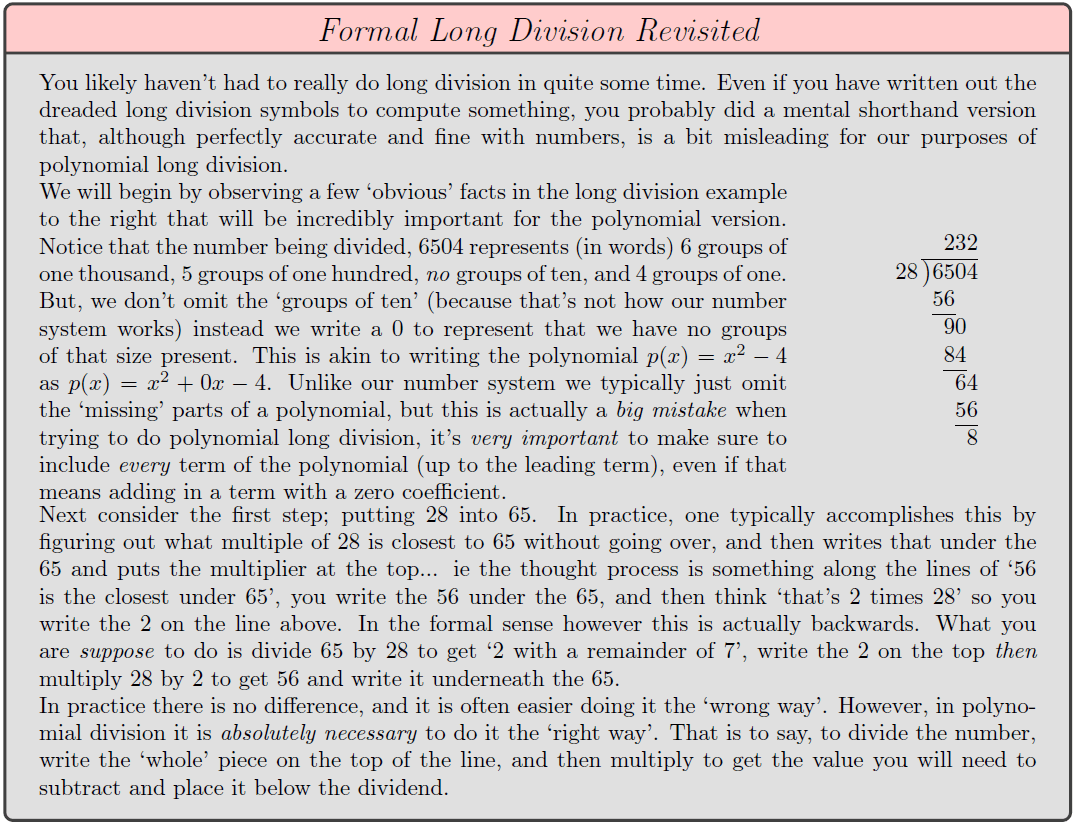 Formal Long Division Revisited
You likely haven't had to really do long division in quite some time. Even if you have written out the
dreaded long division symbols to compute something, you probably did a mental shorthand version
that, although perfectly accurate and fine with numbers, is a bit misleading for our purposes of
polynomial long division.
We will begin by observing a few ‘obvious’ facts in the long division example
to the right that will be incredibly important for the polynomial version.
Notice that the number being divided, 6504 represents (in words) 6 groups of
one thousand, 5 groups of one hundred, no groups of ten, and 4 groups of one.
But, we don't omit the ‘groups of ten’ (because that's not how our number
system works) instead we write a 0 to represent that we have no groups
of that size present. This is akin to writing the polynomial p(x) = x² − 4
as p(x) = x² + 0x − 4. Unlike our number system we typically just omit
the ‘missing’ parts of a polynomial, but this is actually a big mistake when
trying to do polynomial long division, it's very important to make sure to
include every term of the polynomial (up to the leading term), even if that
means adding in a term with a zero coefficient.
232
28 )6504
56
90
84
64
56
8
Next consider the first step; putting 28 into 65. In practice, one typically accomplishes this by
figuring out what multiple of 28 is closest to 65 without going over, and then writes that under the
65 and puts the multiplier at the top... ie the thought process is something along the lines of ‘56
is the closest under 65’, you write the 56 under the 65, and then think ‘that's 2 times 28’ so you
write the 2 on the line above. In the formal sense however this is actually backwards. What you
are suppose to do is divide 65 by 28 to get ‘2 with a remainder of 7’, write the 2 on the top then
multiply 28 by 2 to get 56 and write it underneath the 65.
In practice there is no difference, and it is often easier doing it the ‘wrong way’. However, in polyno-
mial division it is absolutely necessary to do it the ‘right way’. That is to say, to divide the number,
write the ‘whole’ piece on the top of the line, and then multiply to get the value you will need to
subtract and place it below the dividend.